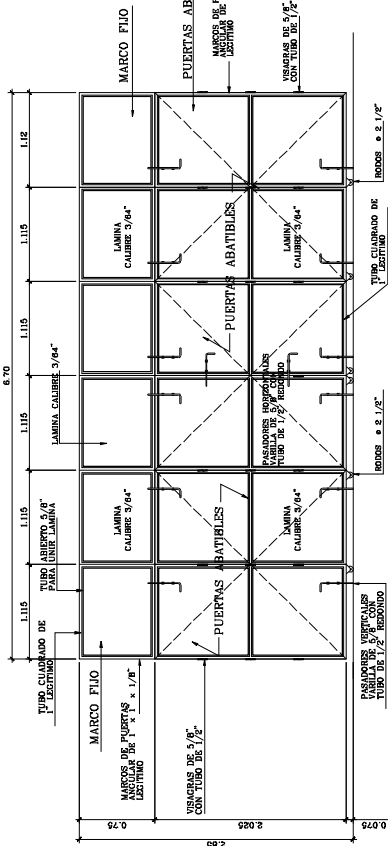 6.70
1.115
1.115
1.115
1.115
1.115
1.12
TUBO CUADRADO DE
1" LEGITIMO
TUBO ABIERTO 5/8"
PARA UNIR LAMINA
LAMINA CALIBRE 3/64"
MARCO FIJO
MARCO FIJO
LAMINA
CALIBRE 3/64"
LAMINA
CALIBRE 3/64"
MARCOS DE PUERTAS
ANGULAR DE 1" x 1" x 1/8"
LEGITIMO
PUERTAS AB
ANGULAR DE
LEGITIMO
PUERTAS ABATIBLES
PUERTAS ABATIBLES
PASADORES HORIZONTALES
VARILLA DE 5/8" CON
TUBO DE 1/2" REDONDO
LAMINA
CALIBRE 3/64"
LAMINA
CALIBRE 3/64"
VISAGRAS DE 5/8"
CON TUBO DE 1/2"
VISAGRAS DE 5/8"
CON TUBO DE 1/2"
PASADORES VERTICALES
VARILLA DE 5/8" CON
TUBO DE 1/2" REDONDO
RODOS ø 2 1/2"
TUBO CUADRADO DE
1" LEGITIMO
RODOS ø 2 1/2"
0.75
2.025
0.075
2.85